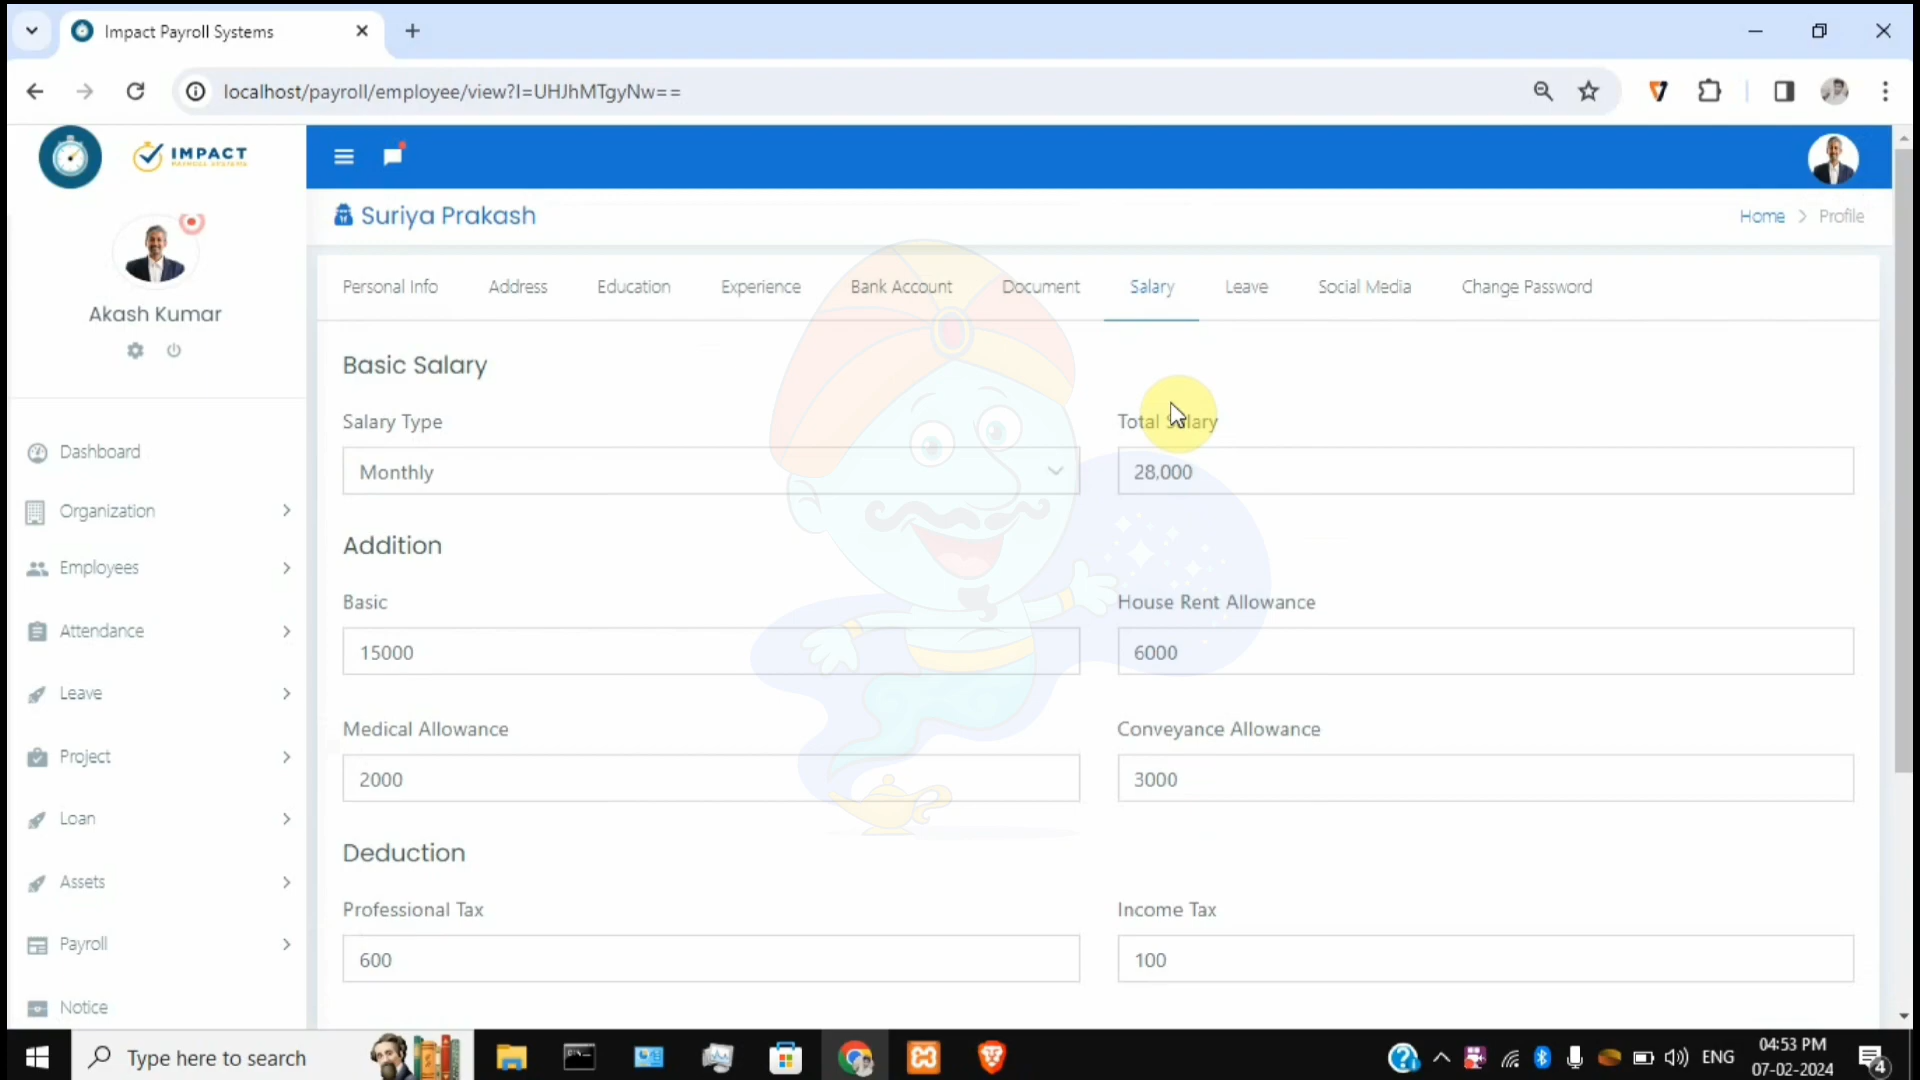 Impact Payroll Systems
localhost/payroll/employee/view?I=UHJhMTgyNw==
IMPACT
PAYROLL SYSTEMS
Suriya Prakash
Home > Profile
Akash Kumar
Personal Info Address Education Experience Bank Account Document Salary Leave Social Media Change Password
Basic Salary
Salary Type Total Salary
Monthly 28,000
Addition
Basic House Rent Allowance
15000 6000
Medical Allowance Conveyance Allowance
2000 3000
Deduction
Professional Tax Income Tax
600 100
Dashboard
Organization
Employees
Attendance
Leave
Project
Loan
Assets
Payroll
Notice
Type here to search
ENG
04:53 PM
07-02-2024
4